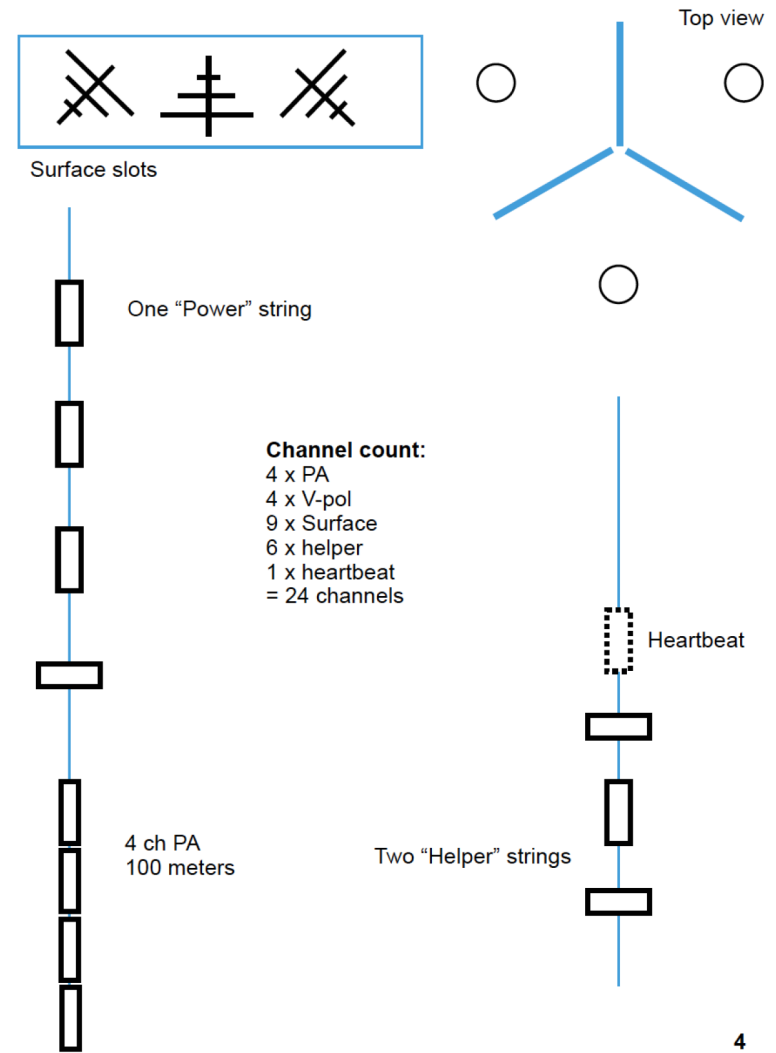 Top view
Surface slots
One “Power” string
Channel count:
4 x PA
4 x V-pol
9 x Surface
6 x helper
1 x heartbeat
= 24 channels
Heartbeat
4 ch PA
100 meters
Two “Helper” strings
4